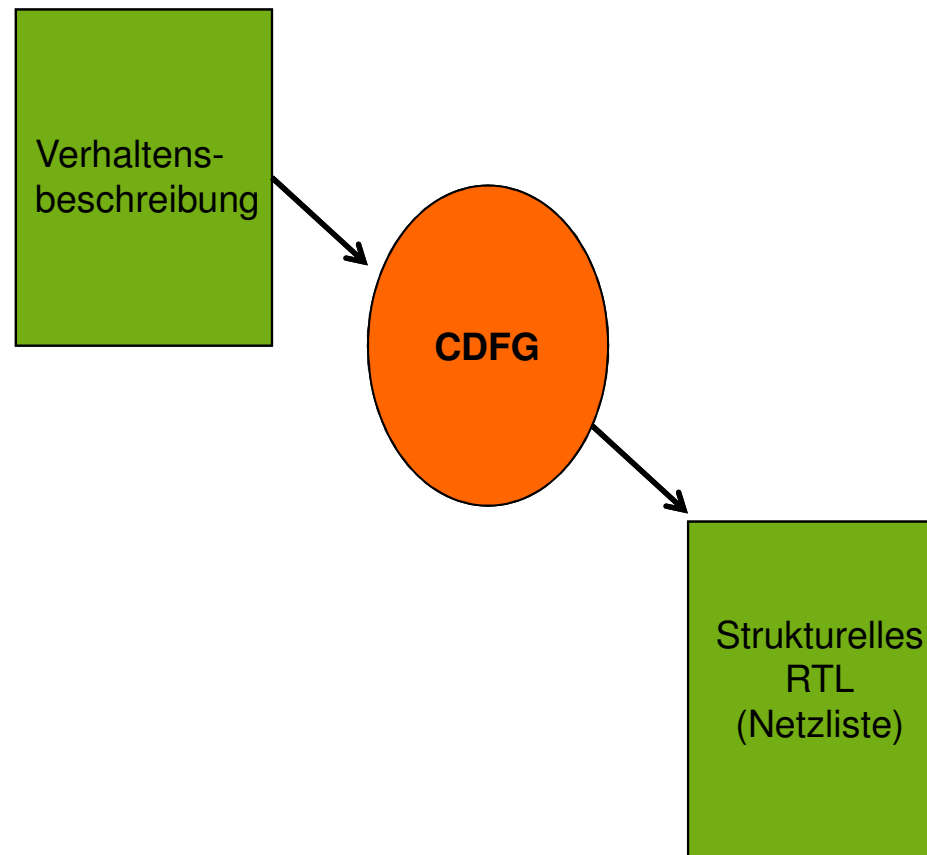 Verhaltens-
beschreibung
CDFG
Strukturelles
RTL
(Netzliste)